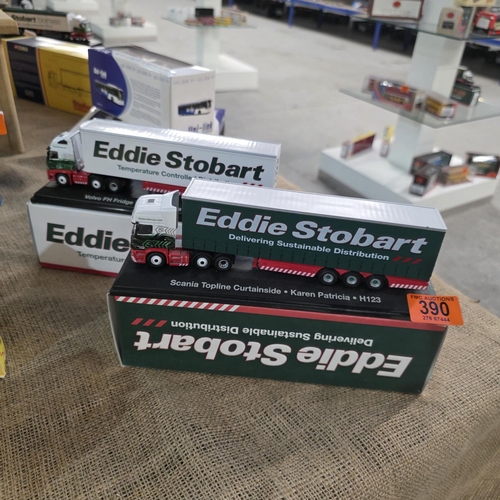 Eddie Stobart
Temperature Controlled
Volvo FH Fridge
Eddie
Temperatur
Eddie Stobart
Delivering Sustainable Distribution
Scania Topline Curtainside • Karen Patricia • H123
390
Eddie Stobart
Delivering Sustainable Distribution